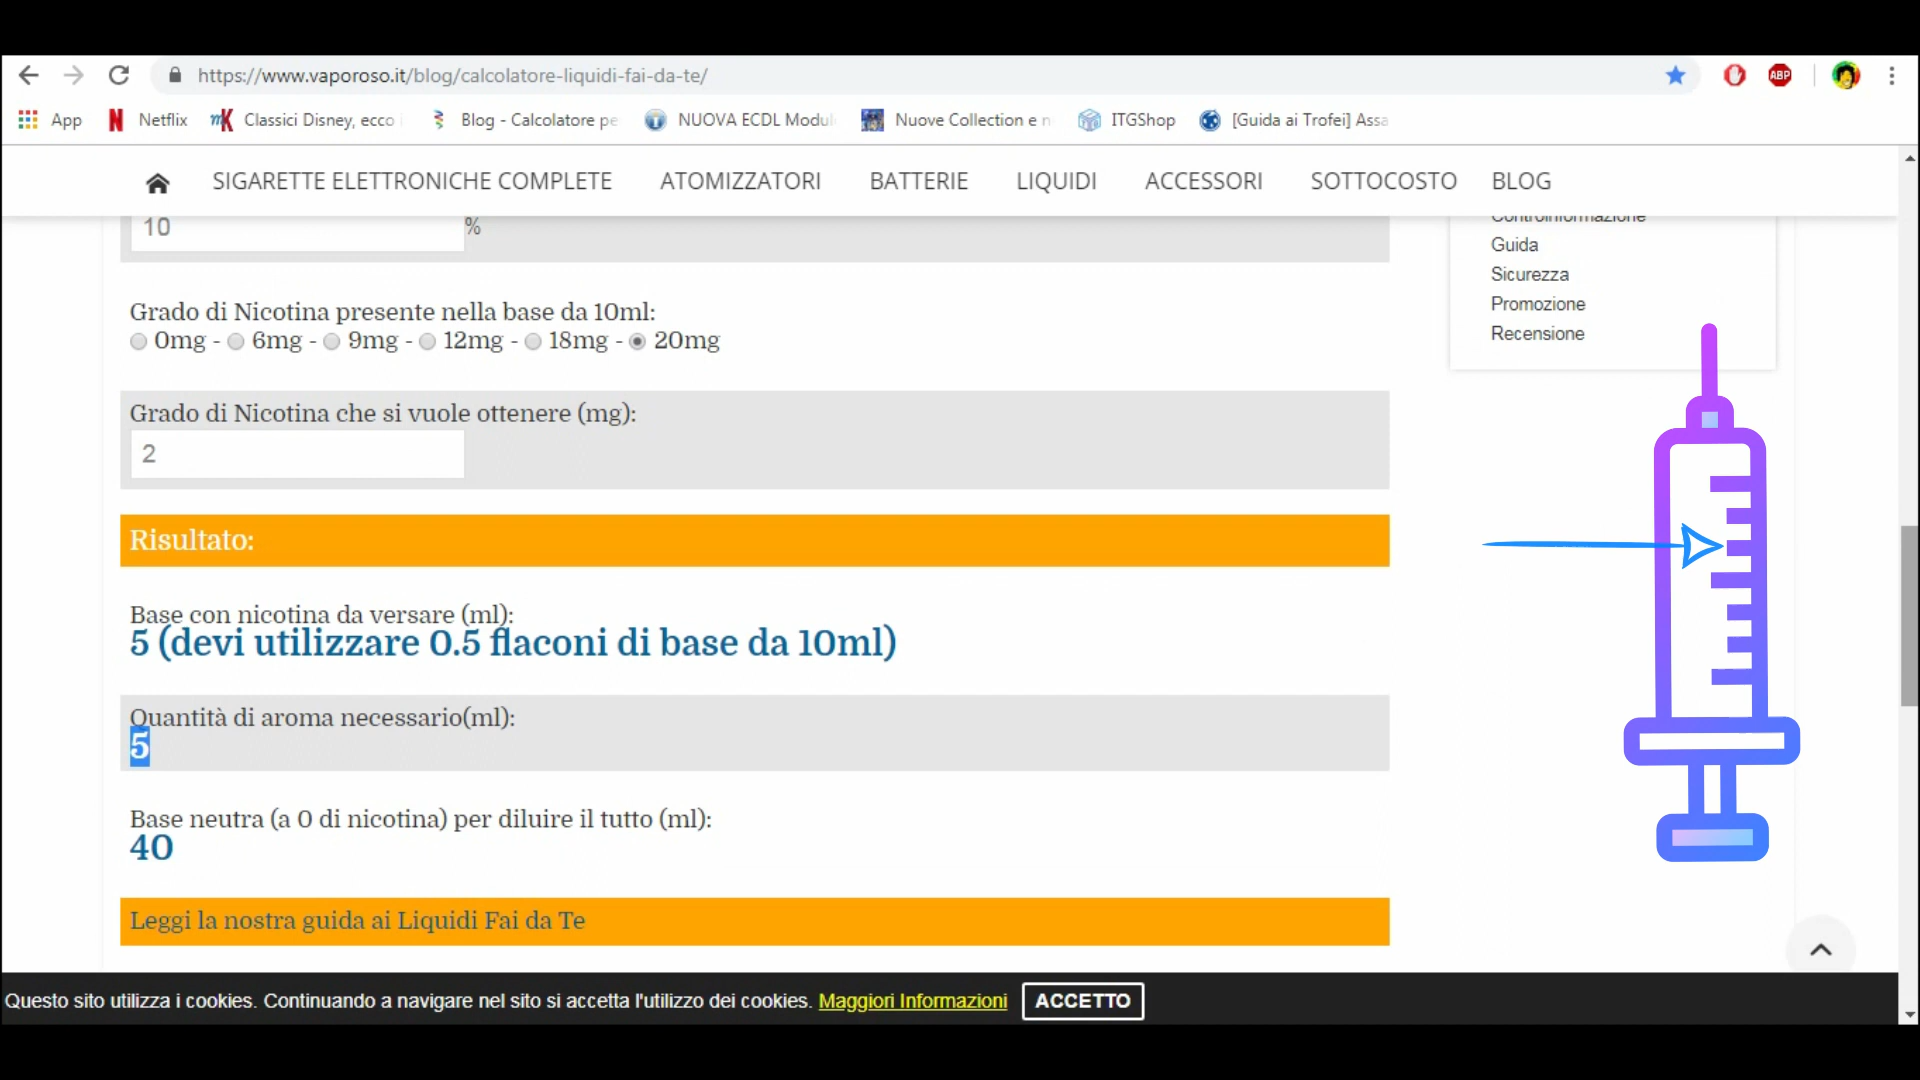 https://www.vaporoso.it/blog/calcolatore-liquidi-fai-da-te/
ABP
App
Netflix
Classici Disney, ecco
Blog - Calcolatore pe
NUOVA ECDL Modul
Nuove Collection e n
ITGShop
[Guida ai Trofei] Assa
SIGARETTE ELETTRONICHE COMPLETE
ATOMIZZATORI
BATTERIE
LIQUIDI
ACCESSORI
SOTTOCOSTO
BLOG
10 %
Grado di Nicotina presente nella base da 10ml:
0mg - 6mg - 9mg - 12mg - 18mg - 20mg
Grado di Nicotina che si vuole ottenere (mg):
2
Risultato:
Base con nicotina da versare (ml):
5 (devi utilizzare 0.5 flaconi di base da 10ml)
Quantità di aroma necessario(ml):
5
Base neutra (a 0 di nicotina) per diluire il tutto (ml):
40
Leggi la nostra guida ai Liquidi Fai da Te
Controinformazione
Guida
Sicurezza
Promozione
Recensione
Questo sito utilizza i cookies. Continuando a navigare nel sito si accetta l'utilizzo dei cookies. Maggiori Informazioni ACCETTO